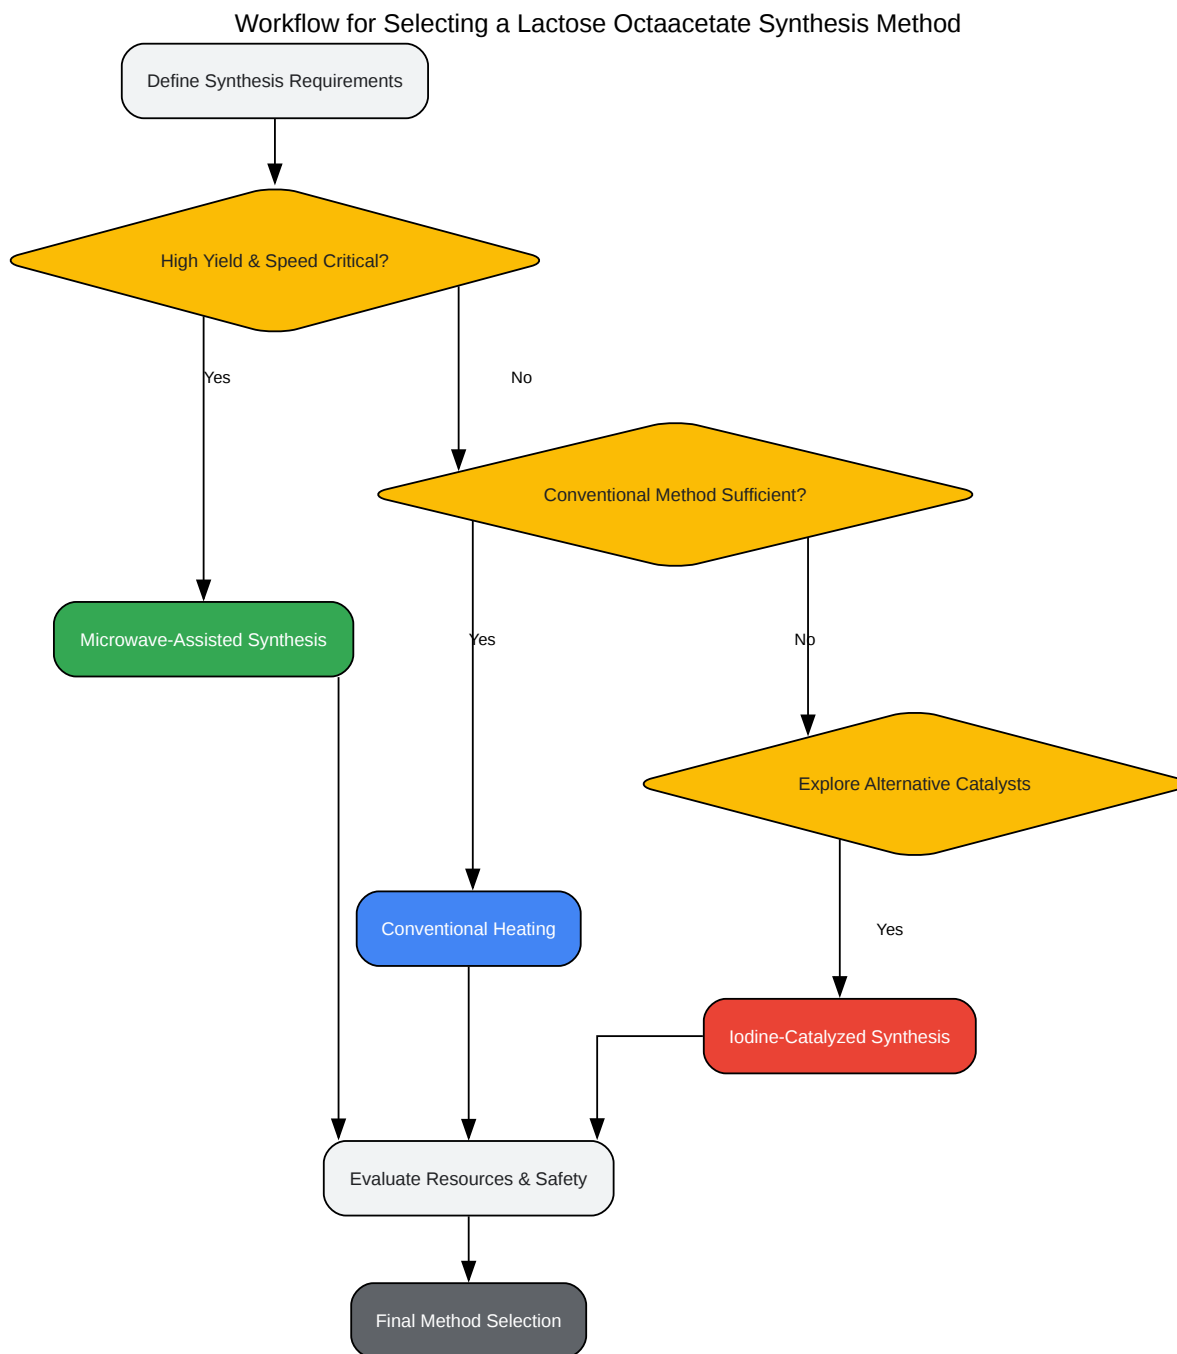 Workflow for Selecting a Lactose Octaacetate Synthesis Method
Define Synthesis Requirements
High Yield & Speed Critical?
Yes
No
Conventional Method Sufficient?
Microwave-Assisted Synthesis
Yes
No
Explore Alternative Catalysts
Conventional Heating
Yes
Iodine-Catalyzed Synthesis
Evaluate Resources & Safety
Final Method Selection